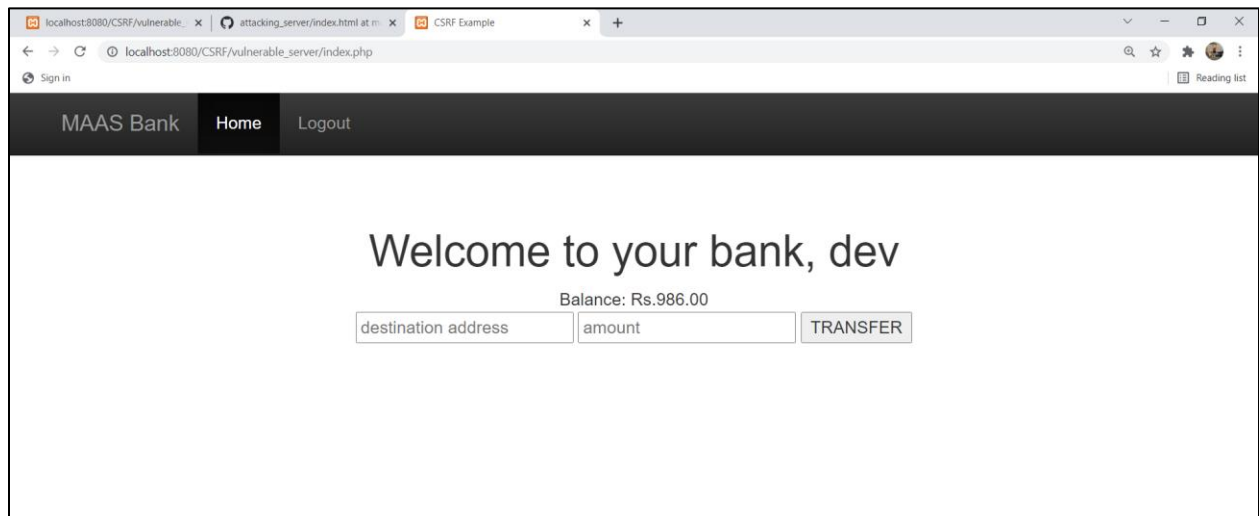 localhost:8080/CSRF/vulnerable_
attacking_server/index.html at m
CSRF Example
localhost:8080/CSRF/vulnerable_server/index.php
Sign in
Reading list
MAAS Bank Home Logout
Welcome to your bank, dev
Balance: Rs.986.00
destination address amount TRANSFER